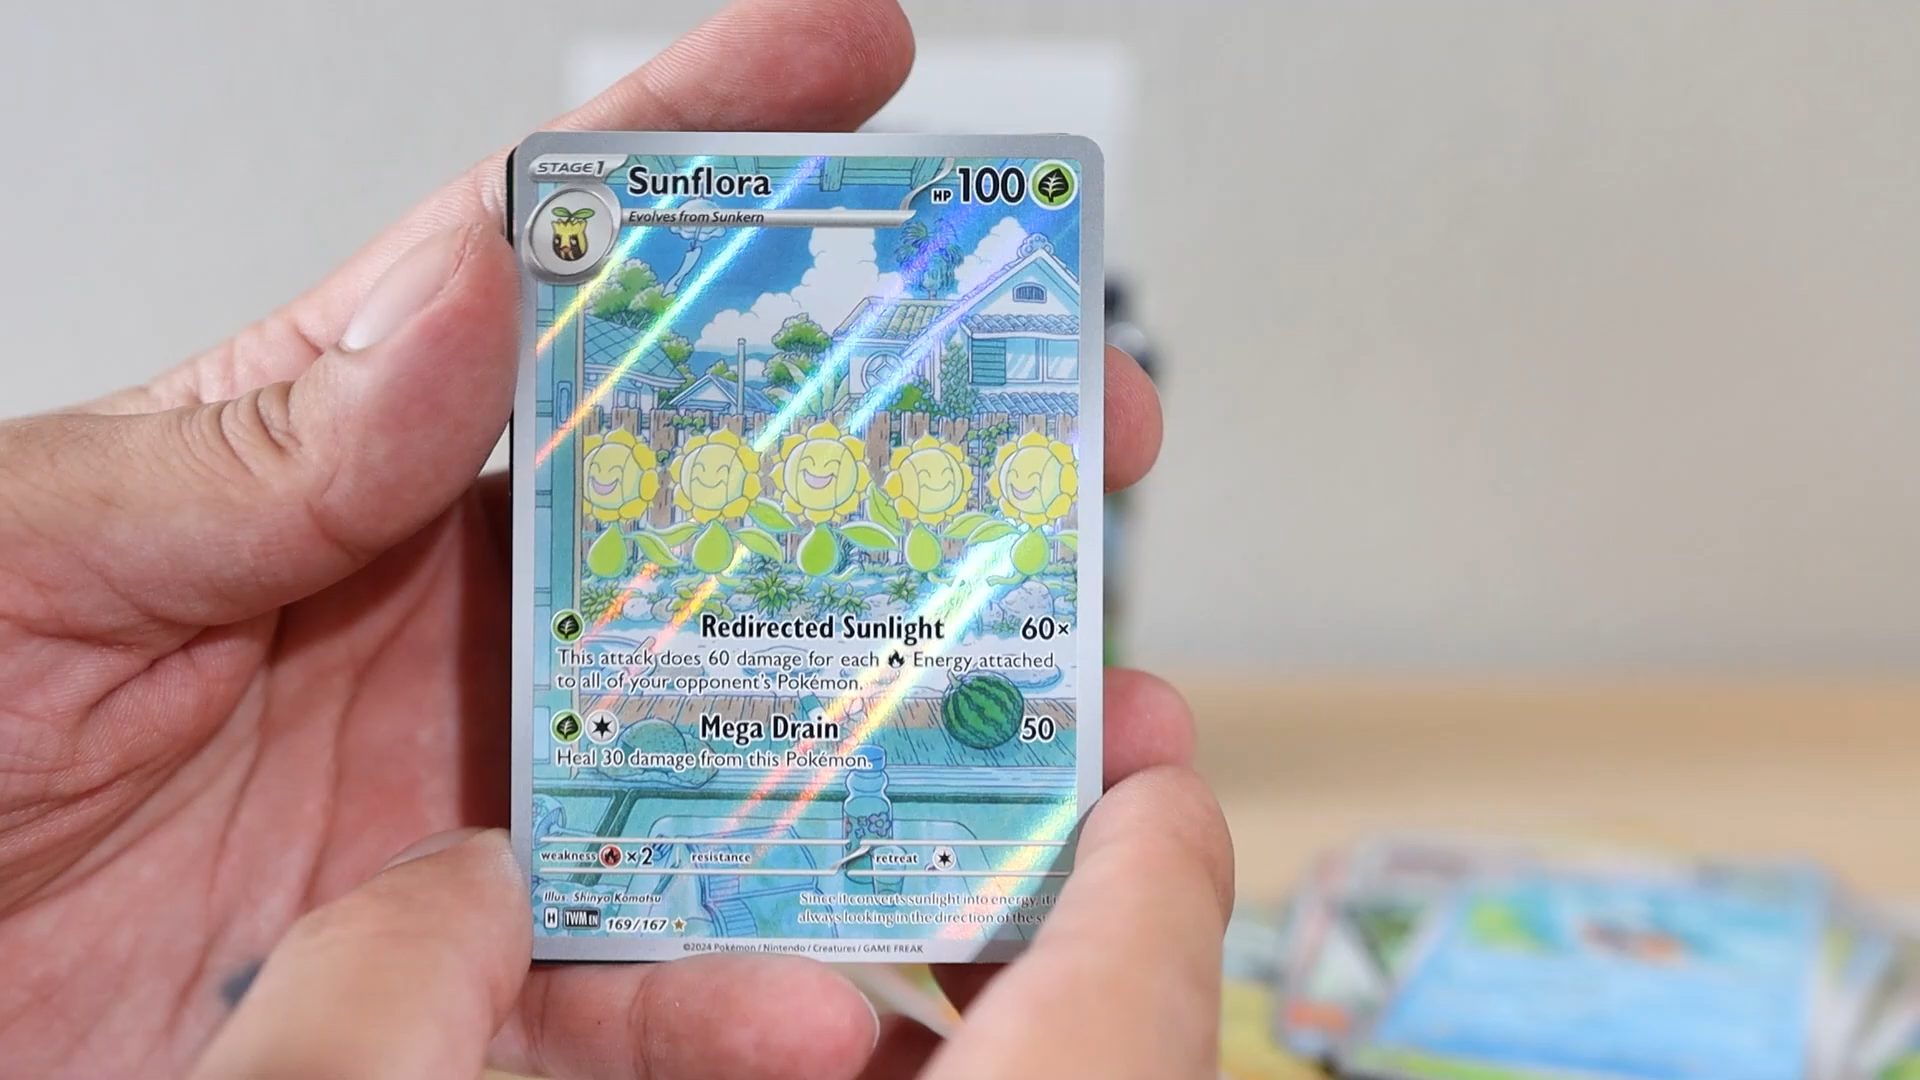 STAGE 1
Sunflora
HP 100
Evolves from Sunkern
Redirected Sunlight 60×
This attack does 60 damage for each Energy attached
to all of your opponent's Pokémon.
Mega Drain 50
Heal 30 damage from this Pokémon.
weakness ×2 resistance retreat
Illus. Shinya Komatsu
Since it converts sunlight into energy, it i
always looking in the direction of the s
H TWM EN 169/167
©2024 Pokémon / Nintendo / Creatures / GAME FREAK